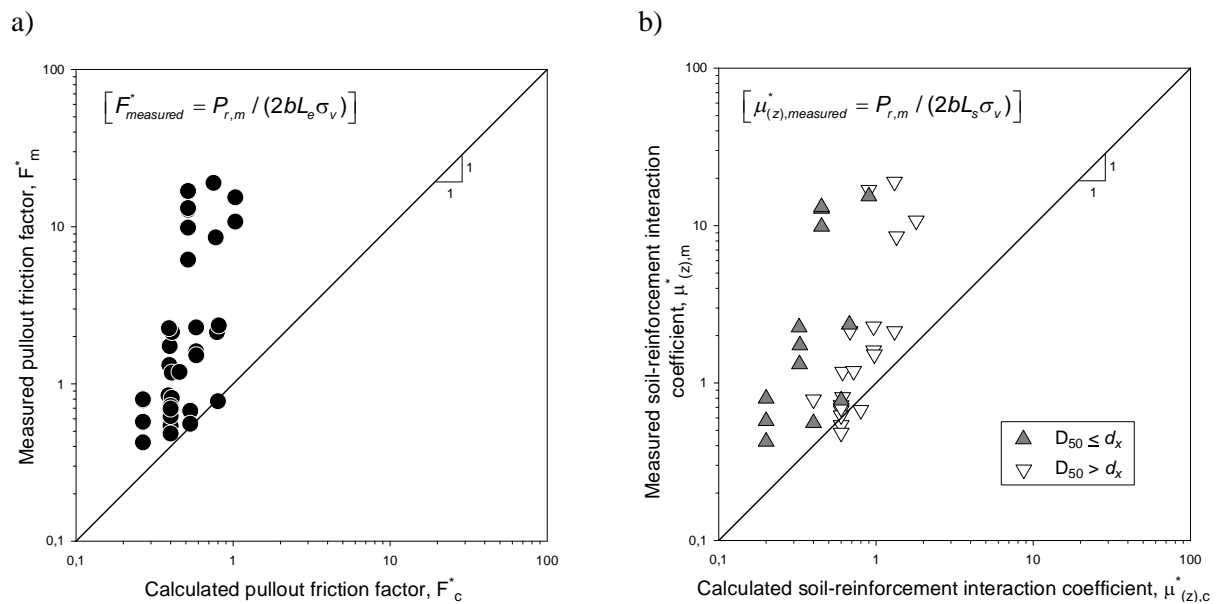 a)
100
[F*measured = Pr,m / (2bLeσv)]
1
1
Measured pullout friction factor, F*m
10
1
0,1
0,1
1
10
100
Calculated pullout friction factor, F*c
b)
100
[μ*(z),measured = Pr,m / (2bLsσv)]
1
1
Measured soil-reinforcement interaction
coefficient, μ*(z),m
10
1
D50 ≤ dx
D50 > dx
0,1
0,1
1
10
100
Calculated soil-reinforcement interaction coefficient, μ*(z),c